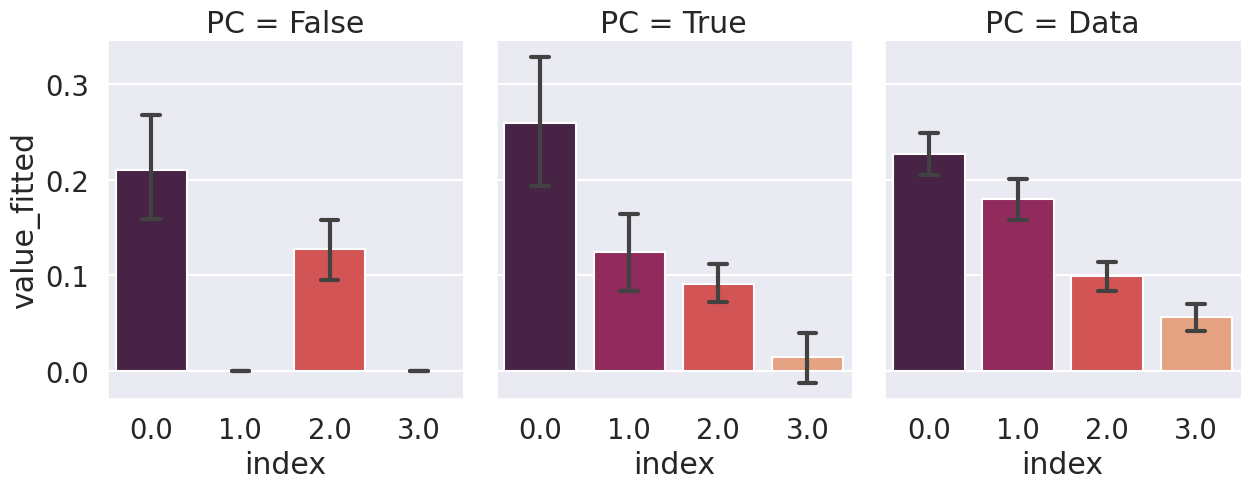 PC = False
PC = True
PC = Data
value_fitted
0.3
0.2
0.1
0.0
0.0 1.0 2.0 3.0
0.0 1.0 2.0 3.0
0.0 1.0 2.0 3.0
index
index
index